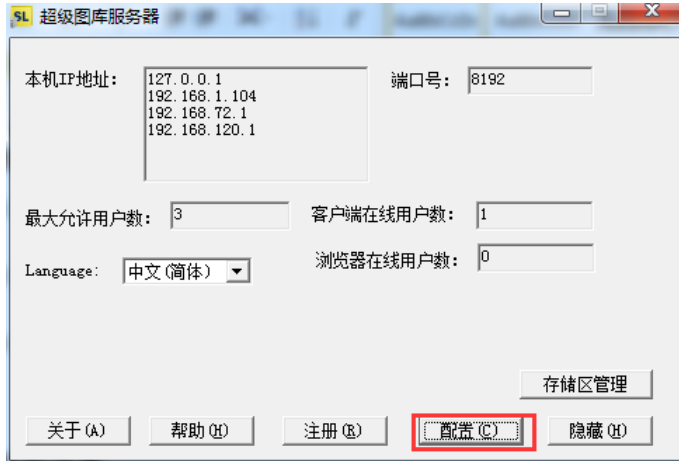 SL 超级图库服务器
本机IP地址：
127.0.0.1
192.168.1.104
192.168.72.1
192.168.120.1
端口号： 8192
最大允许用户数： 3
客户端在线用户数： 1
Language: 中文(简体)
浏览器在线用户数： 0
存储区管理
关于(A) 帮助(H) 注册(R) 配置(C) 隐藏(H)